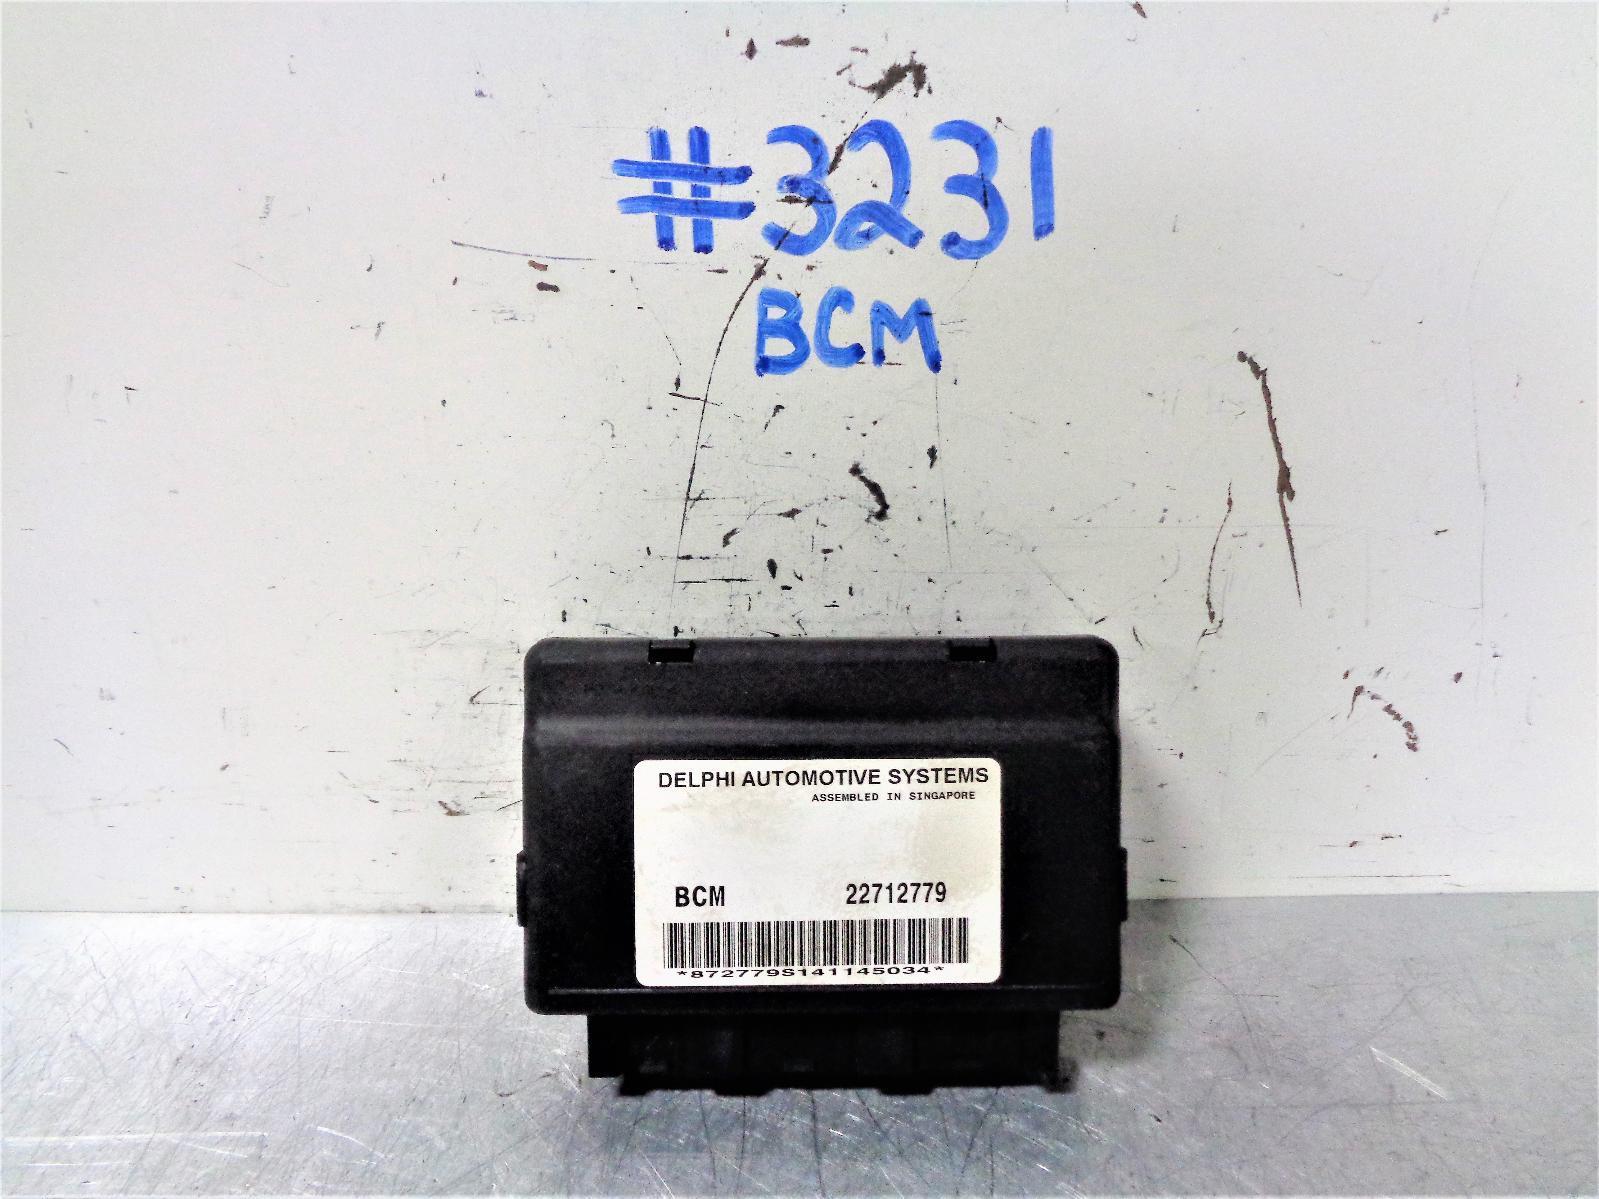 #3231
BCM
DELPHI AUTOMOTIVE SYSTEMS
ASSEMBLED IN SINGAPORE
BCM 22712779
*872779S141145034*